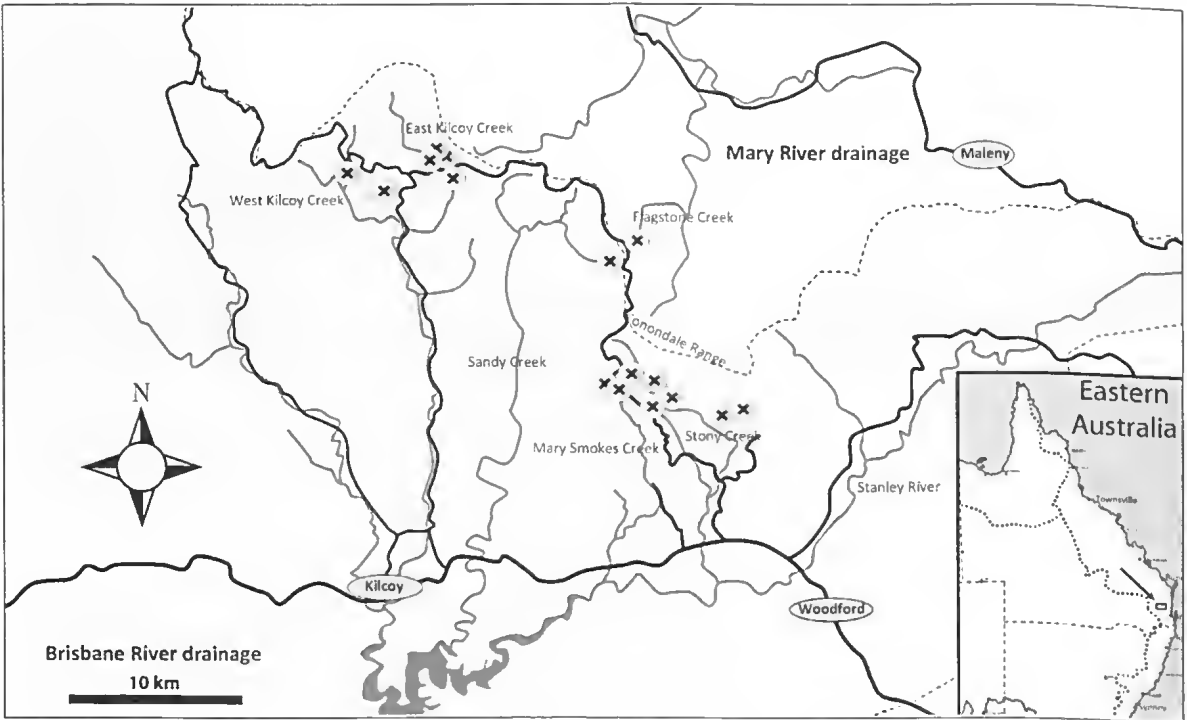 East Kilcoy Creek
Mary River drainage
Maleny
West Kilcoy Creek
Flagstone Creek
Conondale Range
Sandy Creek
N
Eastern
Australia
Mary Smokes Creek
Stony Creek
Stanley River
Townsville
Kilcoy
Woodford
Brisbane River drainage
10 km